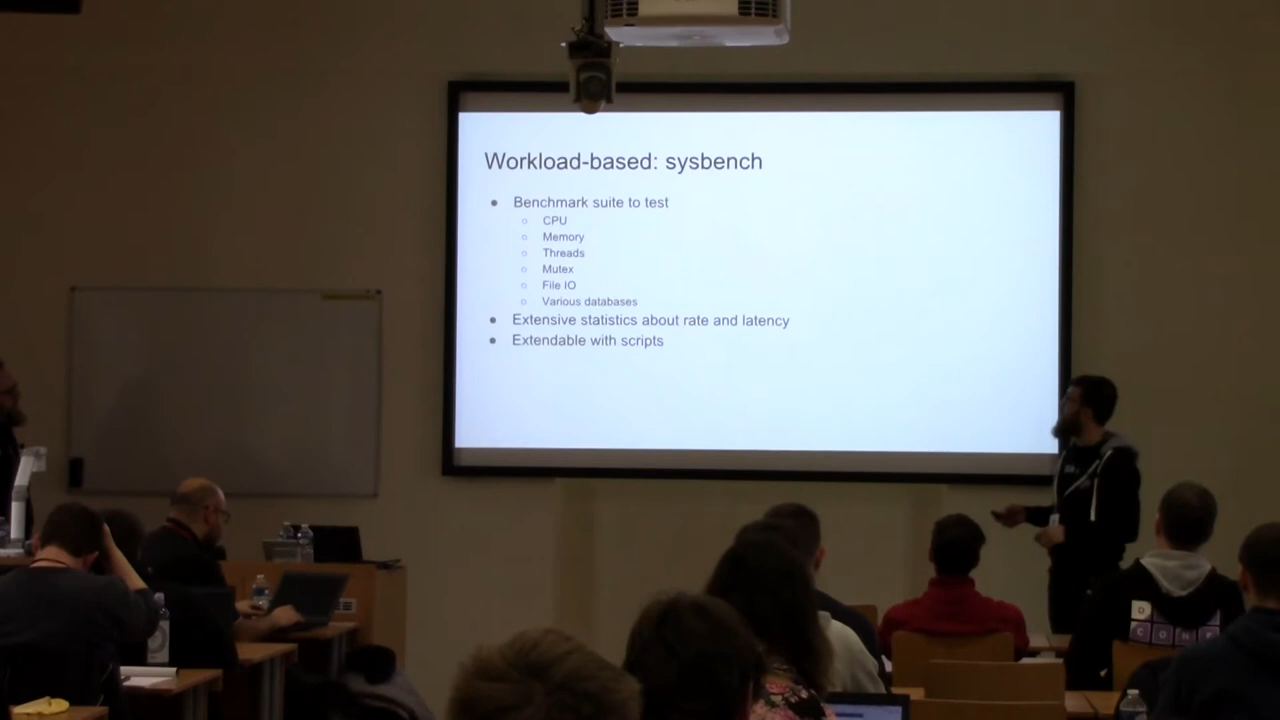 Workload-based: sysbench
Benchmark suite to test
CPU
Memory
Threads
Mutex
File IO
Various databases
Extensive statistics about rate and latency
Extendable with scripts
D
CONF